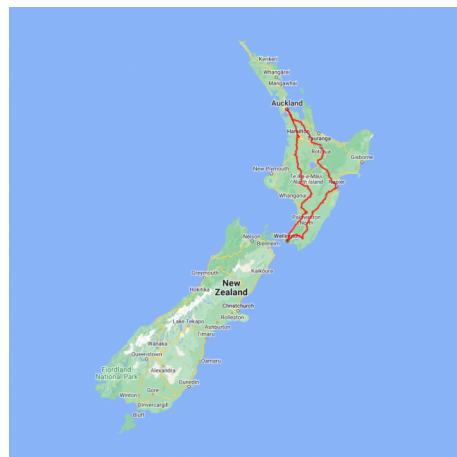 Kerikeri
Whangārei
Mangawhai
Auckland
Hamilton
Tauranga
Rotorua
Gisborne
New Plymouth
Te Ika-a-Māui
North Island
Napier
Whanganui
Palmerston
North
Wellington
Nelson
Blenheim
Greymouth
Kaikōura
Hokitika
New
Zealand
Christchurch
Rolleston
Lake Tekapo
Ashburton
Timaru
Wānaka
Queenstown
Oamaru
Fiordland
National Park
Alexandra
Dunedin
Gore
Winton
Invercargill
Bluff